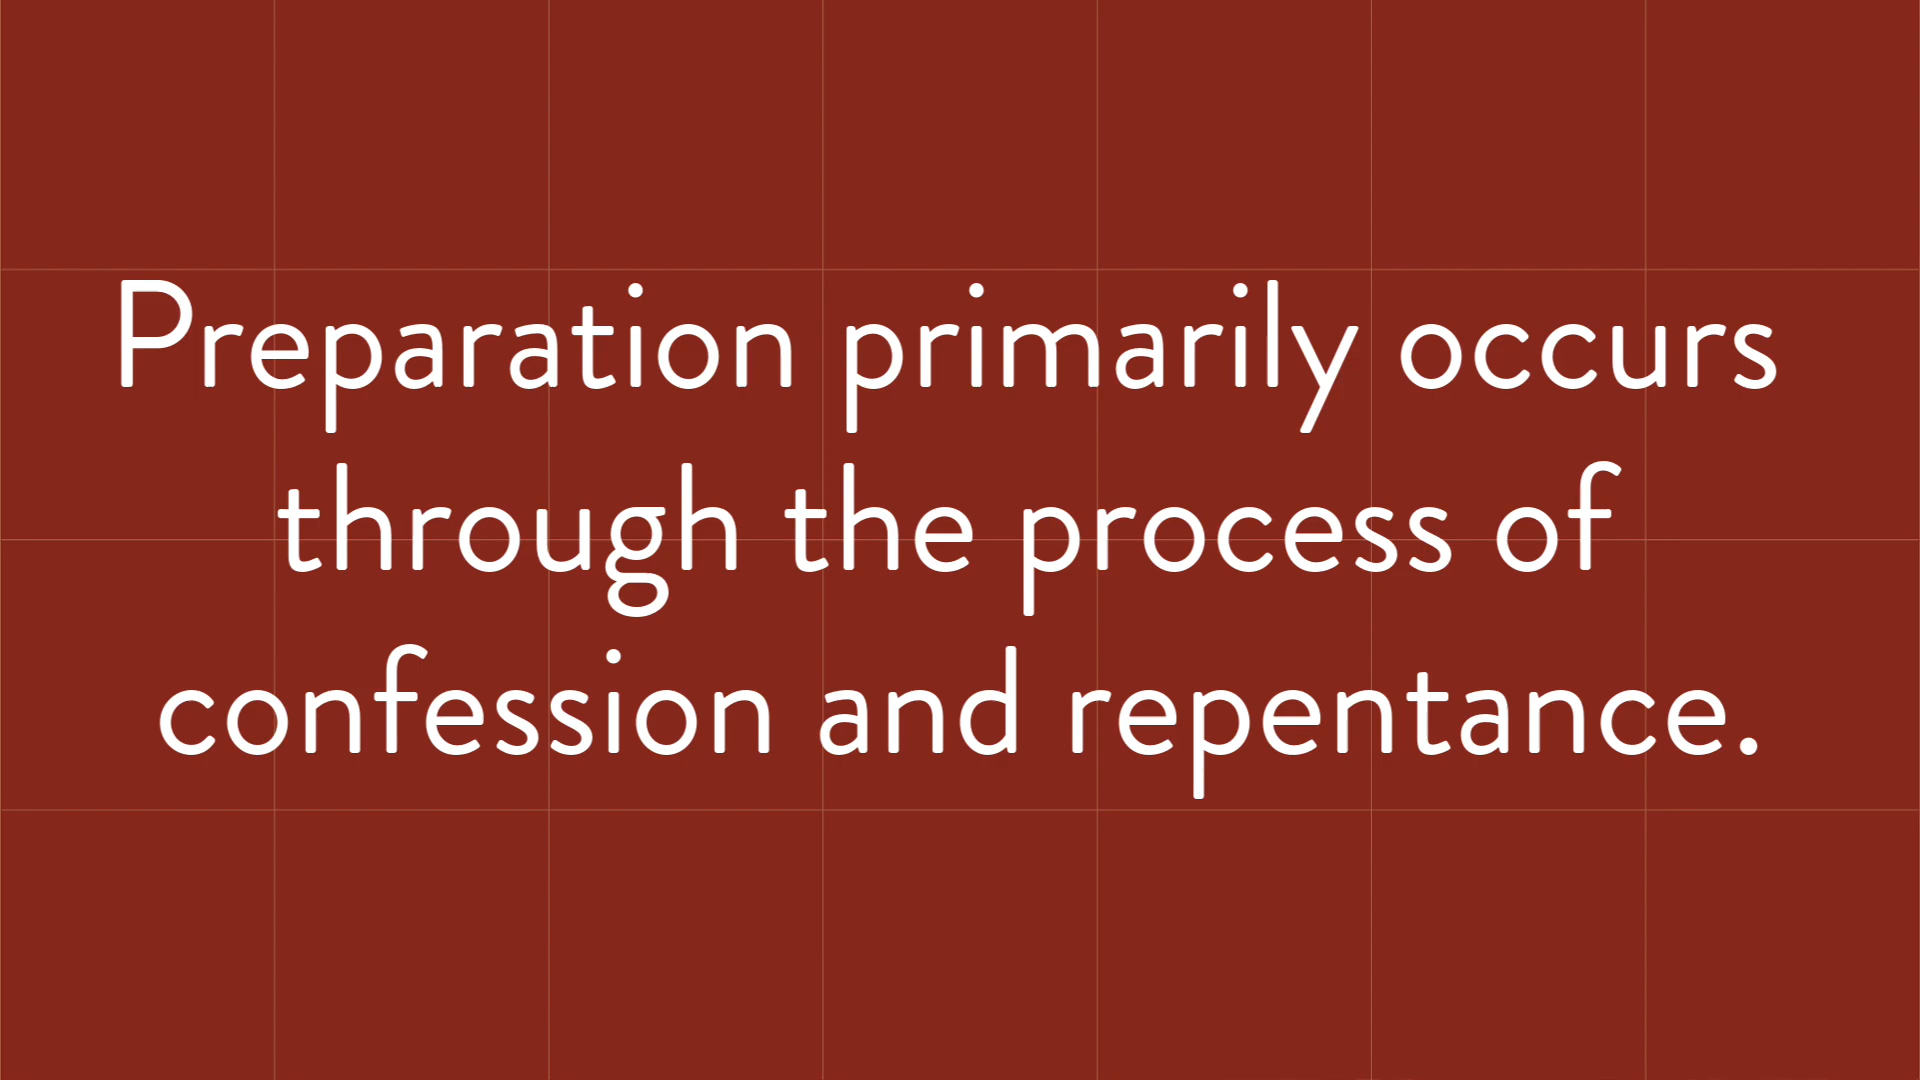 Preparation primarily occurs
through the process of
confession and repentance.